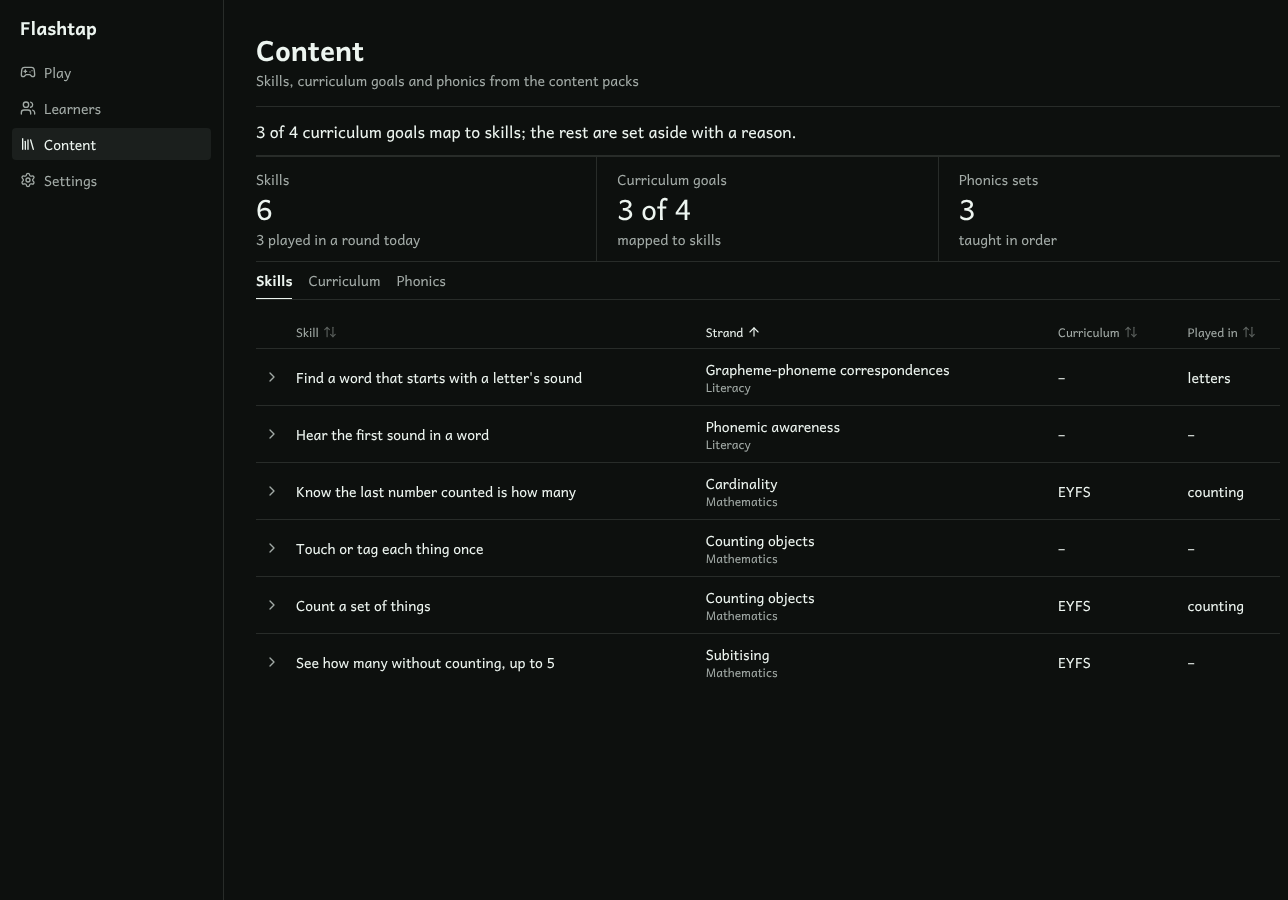 Flashtap
Play
Learners
Content
Settings
Content
Skills, curriculum goals and phonics from the content packs
3 of 4 curriculum goals map to skills; the rest are set aside with a reason.
Skills
6
3 played in a round today
Curriculum goals
3 of 4
mapped to skills
Phonics sets
3
taught in order
Skills Curriculum Phonics
Skill Strand Curriculum Played in
Find a word that starts with a letter's sound Grapheme-phoneme correspondences – letters
Literacy
Hear the first sound in a word Phonemic awareness – –
Literacy
Know the last number counted is how many Cardinality EYFS counting
Mathematics
Touch or tag each thing once Counting objects – –
Mathematics
Count a set of things Counting objects EYFS counting
Mathematics
See how many without counting, up to 5 Subitising EYFS –
Mathematics